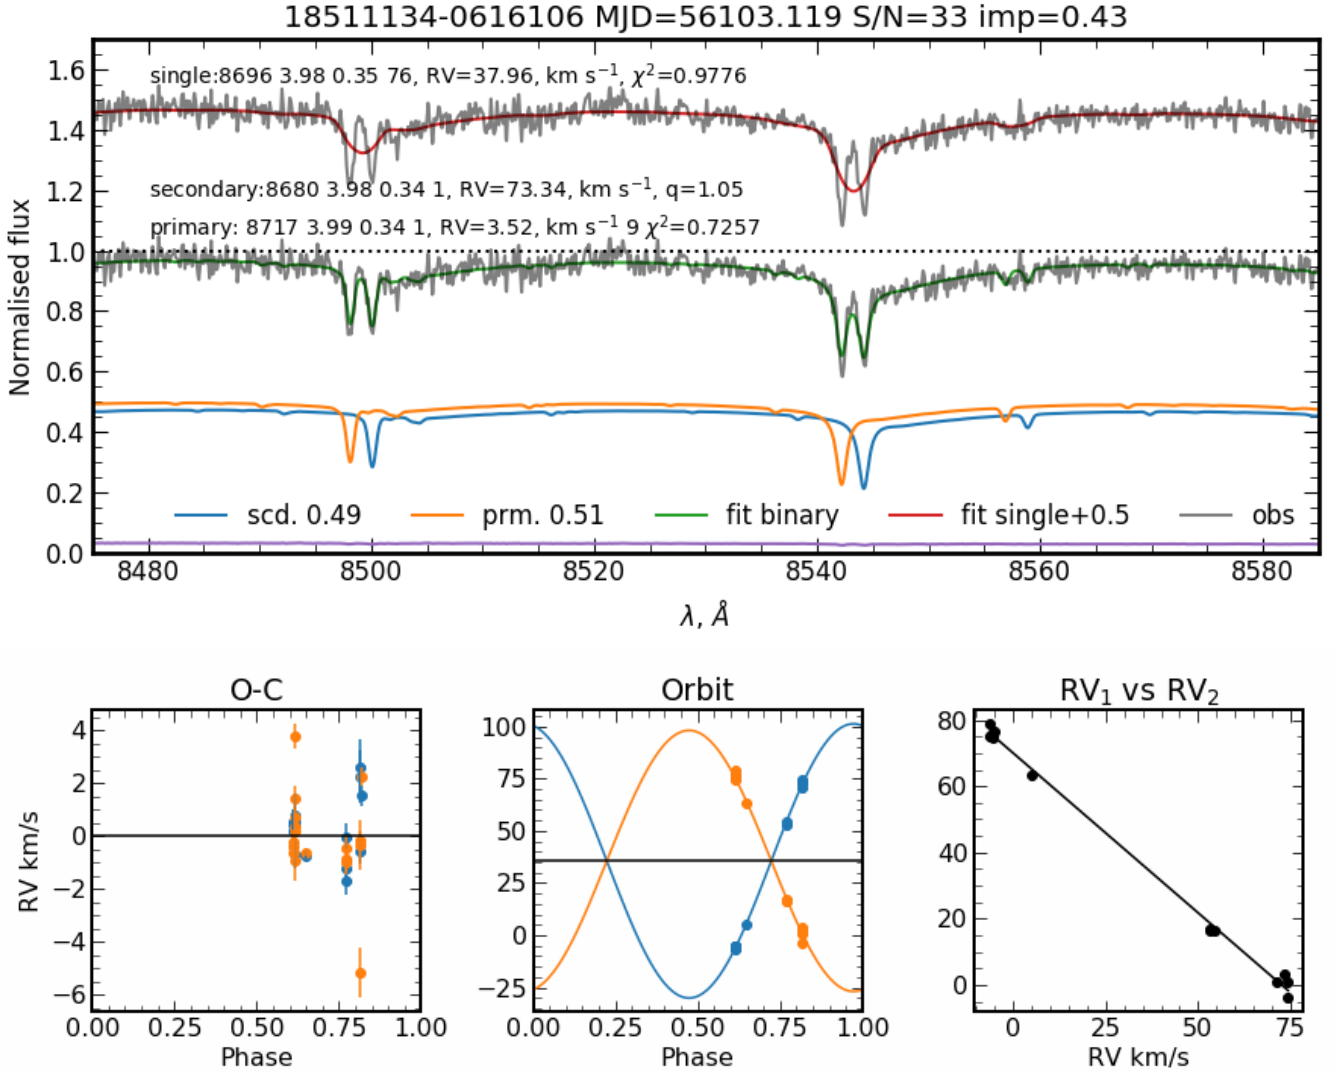 18511134-0616106 MJD=56103.119 S/N=33 imp=0.43
single:8696 3.98 0.35 76, RV=37.96, km s⁻¹, χ²=0.9776
secondary:8680 3.98 0.34 1, RV=73.34, km s⁻¹, q=1.05
primary: 8717 3.99 0.34 1, RV=3.52, km s⁻¹ 9 χ²=0.7257
Normalised flux
1.6
1.4
1.2
1.0
0.8
0.6
0.4
0.2
0.0
scd. 0.49 prm. 0.51 fit binary fit single+0.5 obs
8480 8500 8520 8540 8560 8580
λ, Å
O-C
RV km/s
4
2
0
−2
−4
−6
0.00 0.25 0.50 0.75 1.00
Phase
Orbit
100
75
50
25
0
−25
0.00 0.25 0.50 0.75 1.00
Phase
RV₁ vs RV₂
80
60
40
20
0
0 25 50 75
RV km/s